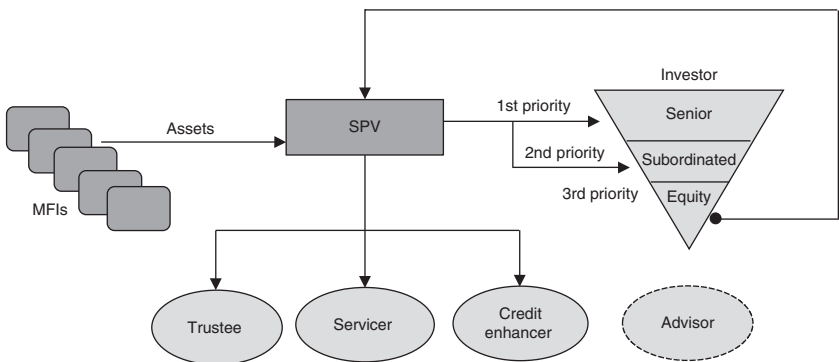 Investor
1st priority
Senior
Assets
SPV
2nd priority
Subordinated
3rd priority
Equity
MFIs
Trustee
Servicer
Credit
enhancer
Advisor